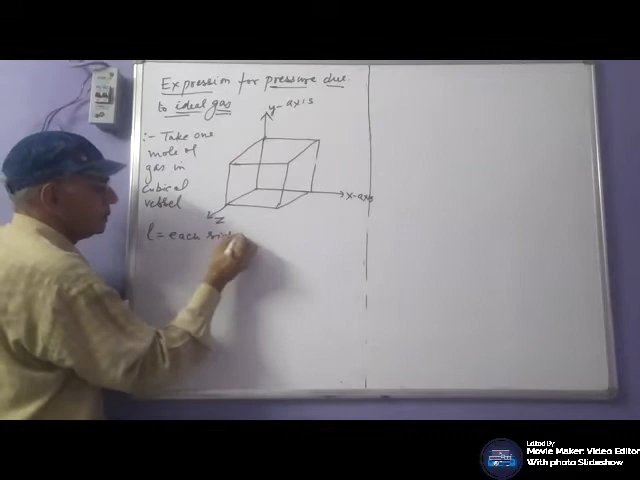 Expression for pressure due
to ideal gas
y-axis
:- Take one
mole of
gas in
cubical
vessel
x-axis
Z
l = each
Edited By
Movie Maker: Video Editor
With photo Slideshow